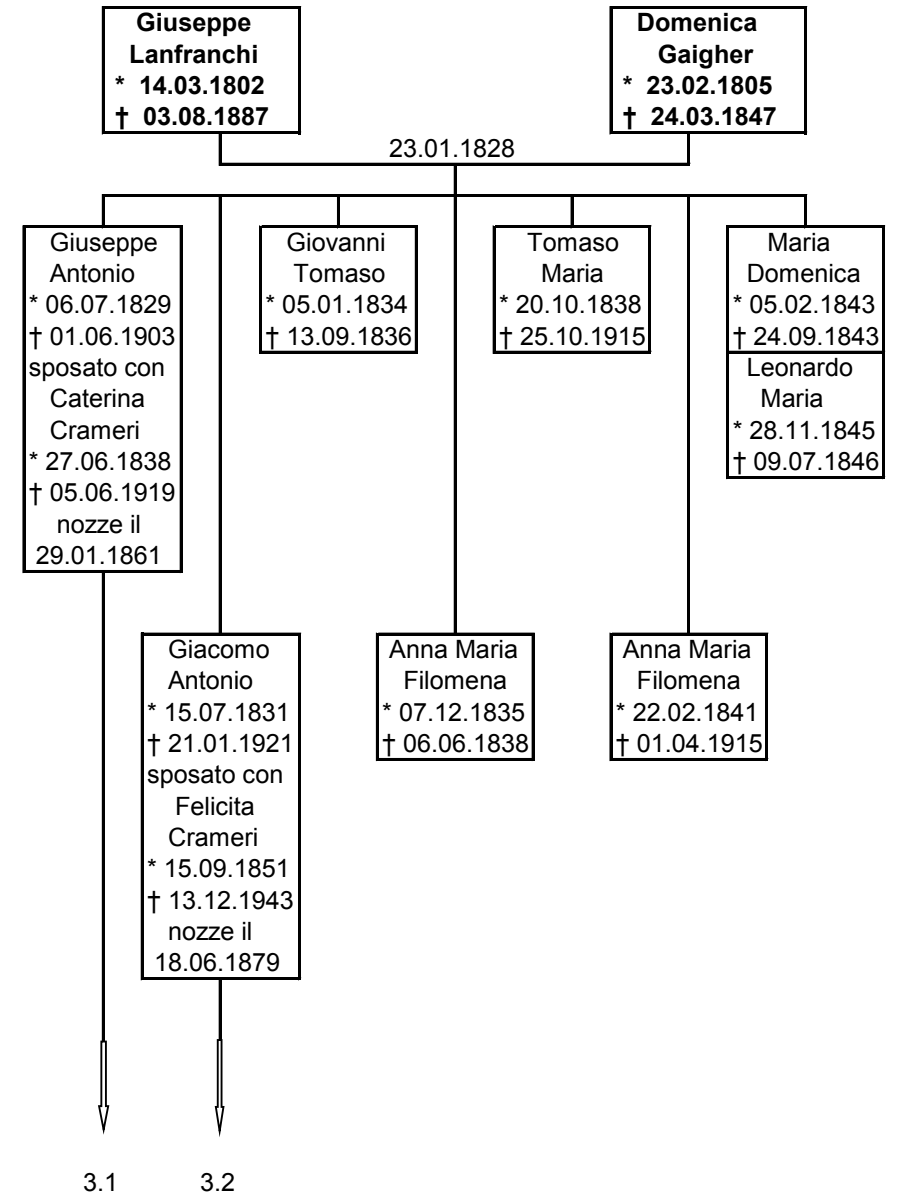 Giuseppe
Lanfranchi
* 14.03.1802
† 03.08.1887
Domenica
Gaigher
* 23.02.1805
† 24.03.1847
23.01.1828
Giuseppe
Antonio
* 06.07.1829
† 01.06.1903
sposato con
Caterina
Crameri
* 27.06.1838
† 05.06.1919
nozze il
29.01.1861
Giovanni
Tomaso
* 05.01.1834
† 13.09.1836
Tomaso
Maria
* 20.10.1838
† 25.10.1915
Maria
Domenica
* 05.02.1843
† 24.09.1843
Leonardo
Maria
* 28.11.1845
† 09.07.1846
Giacomo
Antonio
* 15.07.1831
† 21.01.1921
sposato con
Felicita
Crameri
* 15.09.1851
† 13.12.1943
nozze il
18.06.1879
Anna Maria
Filomena
* 07.12.1835
† 06.06.1838
Anna Maria
Filomena
* 22.02.1841
† 01.04.1915
3.1
3.2